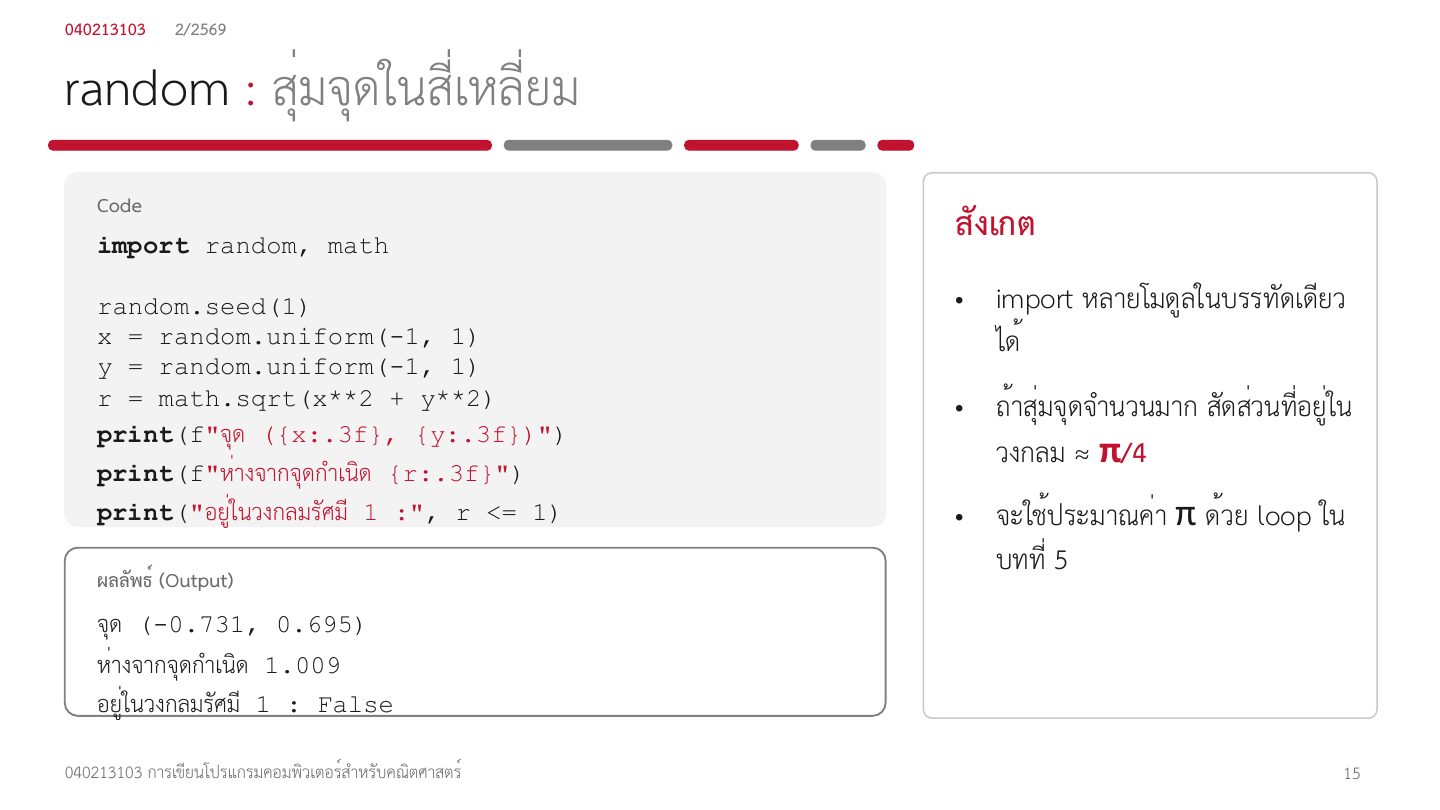 040213103 2/2569
random : สุ่มจุดในสี่เหลี่ยม
Code
import random, math
random.seed(1)
x = random.uniform(-1, 1)
y = random.uniform(-1, 1)
r = math.sqrt(x**2 + y**2)
print(f"จุด ({x:.3f}, {y:.3f})")
print(f"ห่างจากจุดกำเนิด {r:.3f}")
print("อยู่ในวงกลมรัศมี 1 :", r <= 1)
ผลลัพธ์ (Output)
จุด (-0.731, 0.695)
ห่างจากจุดกำเนิด 1.009
อยู่ในวงกลมรัศมี 1 : False
สังเกต
• import หลายโมดูลในบรรทัดเดียว
ได้
• ถ้าสุ่มจุดจำนวนมาก สัดส่วนที่อยู่ใน
วงกลม ≈ π/4
• จะใช้ประมาณค่า π ด้วย loop ใน
บทที่ 5
040213103 การเขียนโปรแกรมคอมพิวเตอร์สำหรับคณิตศาสตร์
15